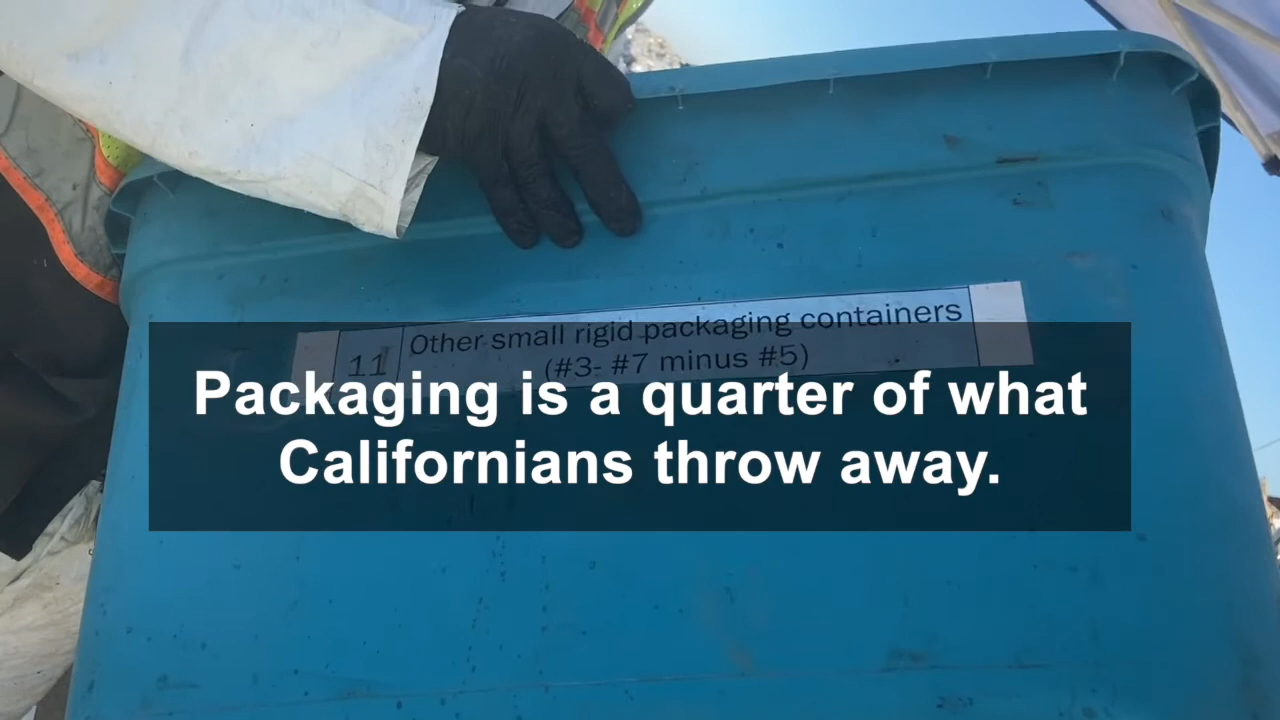 11
Other small rigid packaging containers
(#3- #7 minus #5)
Packaging is a quarter of what
Californians throw away.